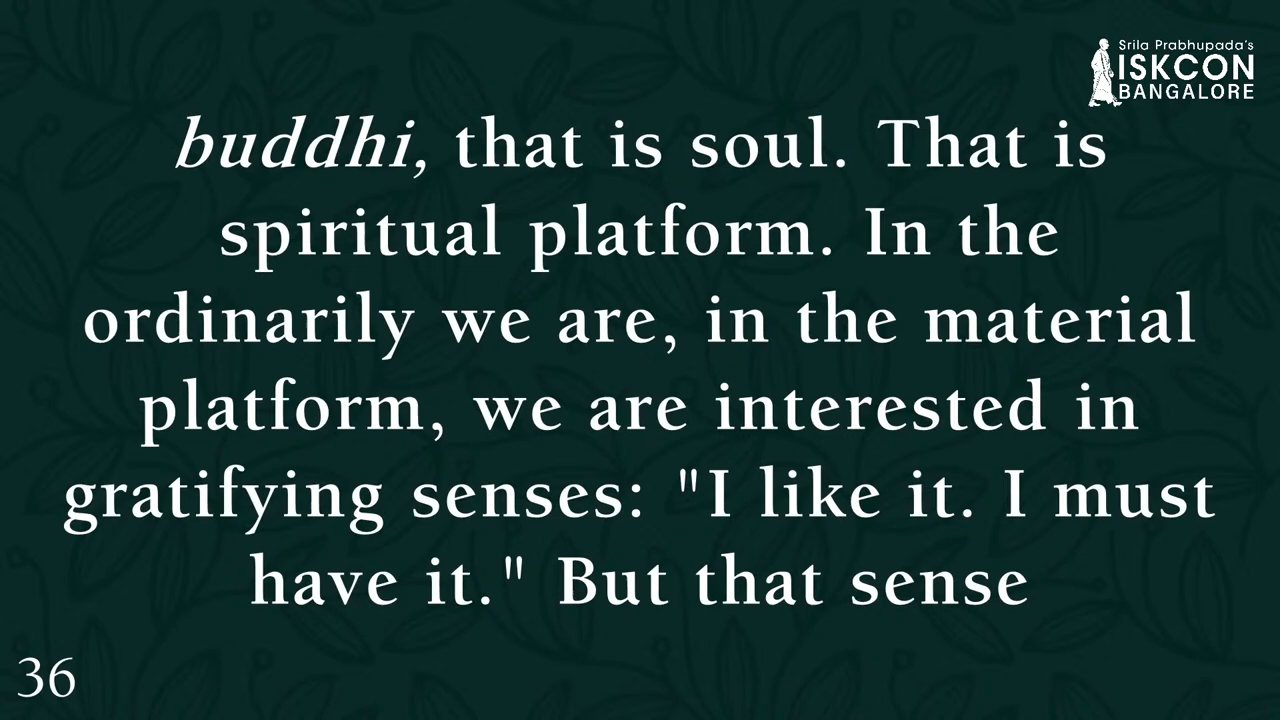 Srila Prabhupada's
ISKCON
BANGALORE
buddhi, that is soul. That is
spiritual platform. In the
ordinarily we are, in the material
platform, we are interested in
gratifying senses: "I like it. I must
have it." But that sense
36